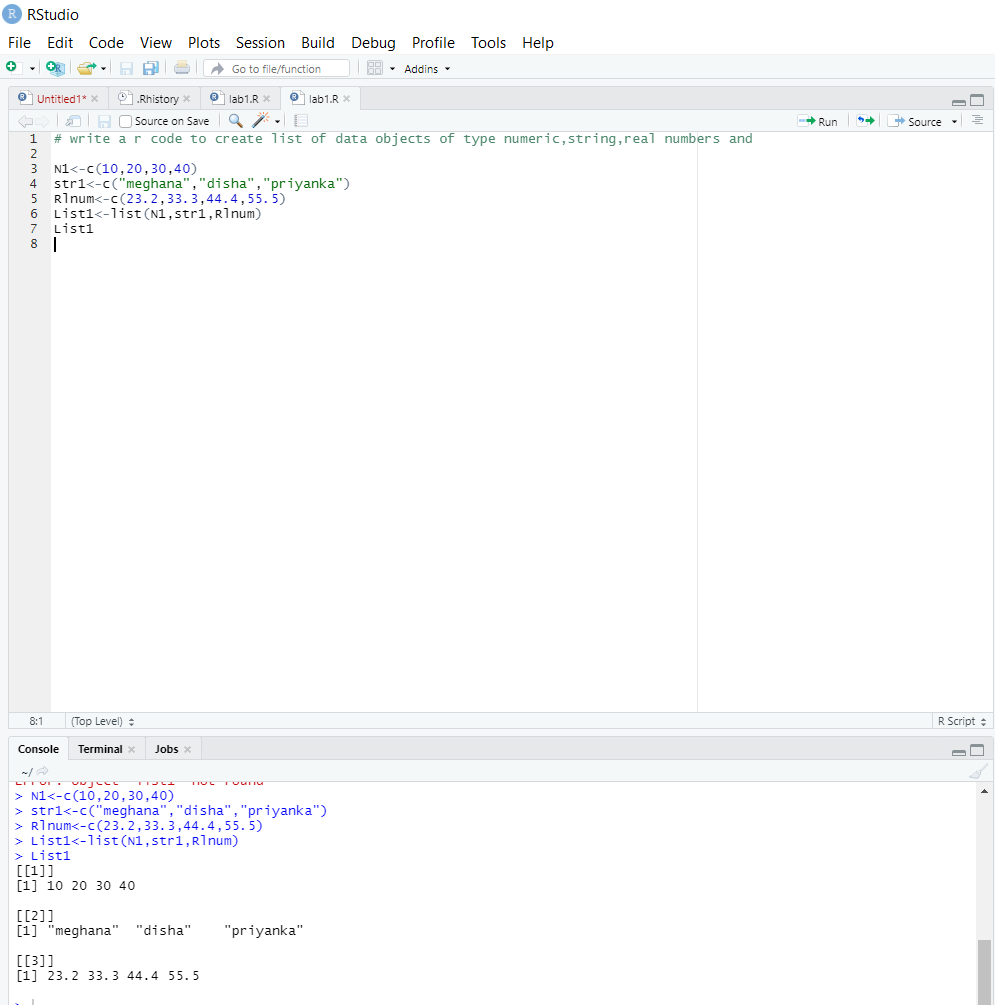 RStudio
File Edit Code View Plots Session Build Debug Profile Tools Help
Go to file/function Addins
Untitled1* .Rhistory lab1.R lab1.R
Source on Save Run Source
1 # write a r code to create list of data objects of type numeric,string,real numbers and
2
3 N1<-c(10,20,30,40)
4 str1<-c("meghana","disha","priyanka")
5 Rlnum<-c(23.2,33.3,44.4,55.5)
6 List1<-list(N1,str1,Rlnum)
7 List1
8
8:1 (Top Level) R Script
Console Terminal Jobs
~/
Error: object 'list1' not found
> N1<-c(10,20,30,40)
> str1<-c("meghana","disha","priyanka")
> Rlnum<-c(23.2,33.3,44.4,55.5)
> List1<-list(N1,str1,Rlnum)
> List1
[[1]]
[1] 10 20 30 40
[[2]]
[1] "meghana" "disha" "priyanka"
[[3]]
[1] 23.2 33.3 44.4 55.5
>